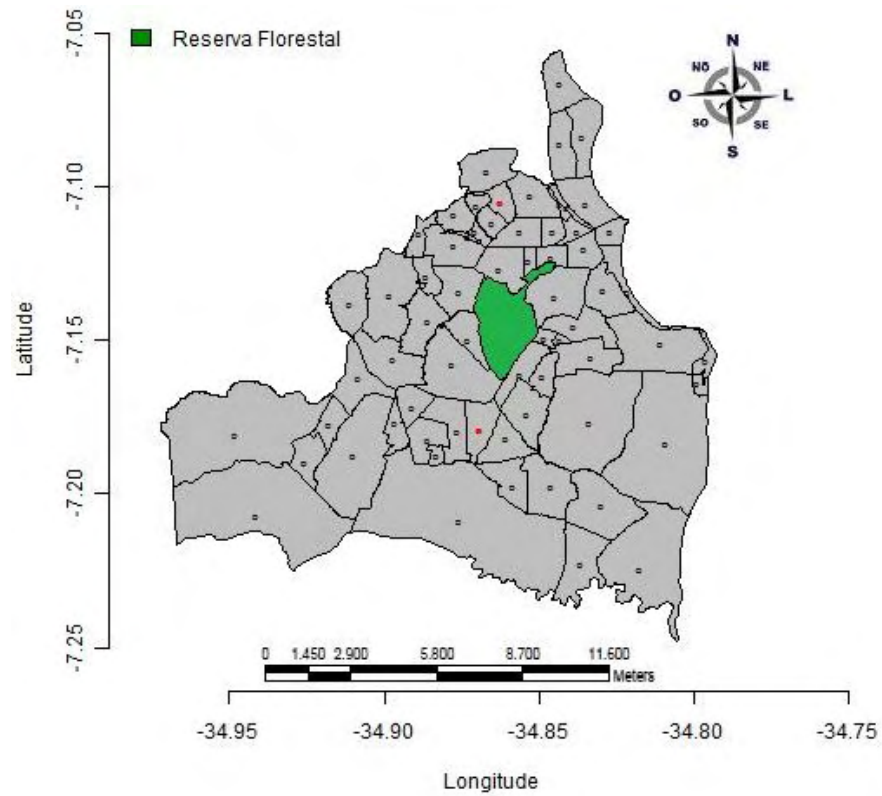 -7.05
Reserva Florestal
N
NO NE
O L
SO SE
S
-7.10
-7.15
Latitude
-7.20
-7.25
0 1.450 2.900 5.800 8.700 11.600
Meters
-34.95 -34.90 -34.85 -34.80 -34.75
Longitude